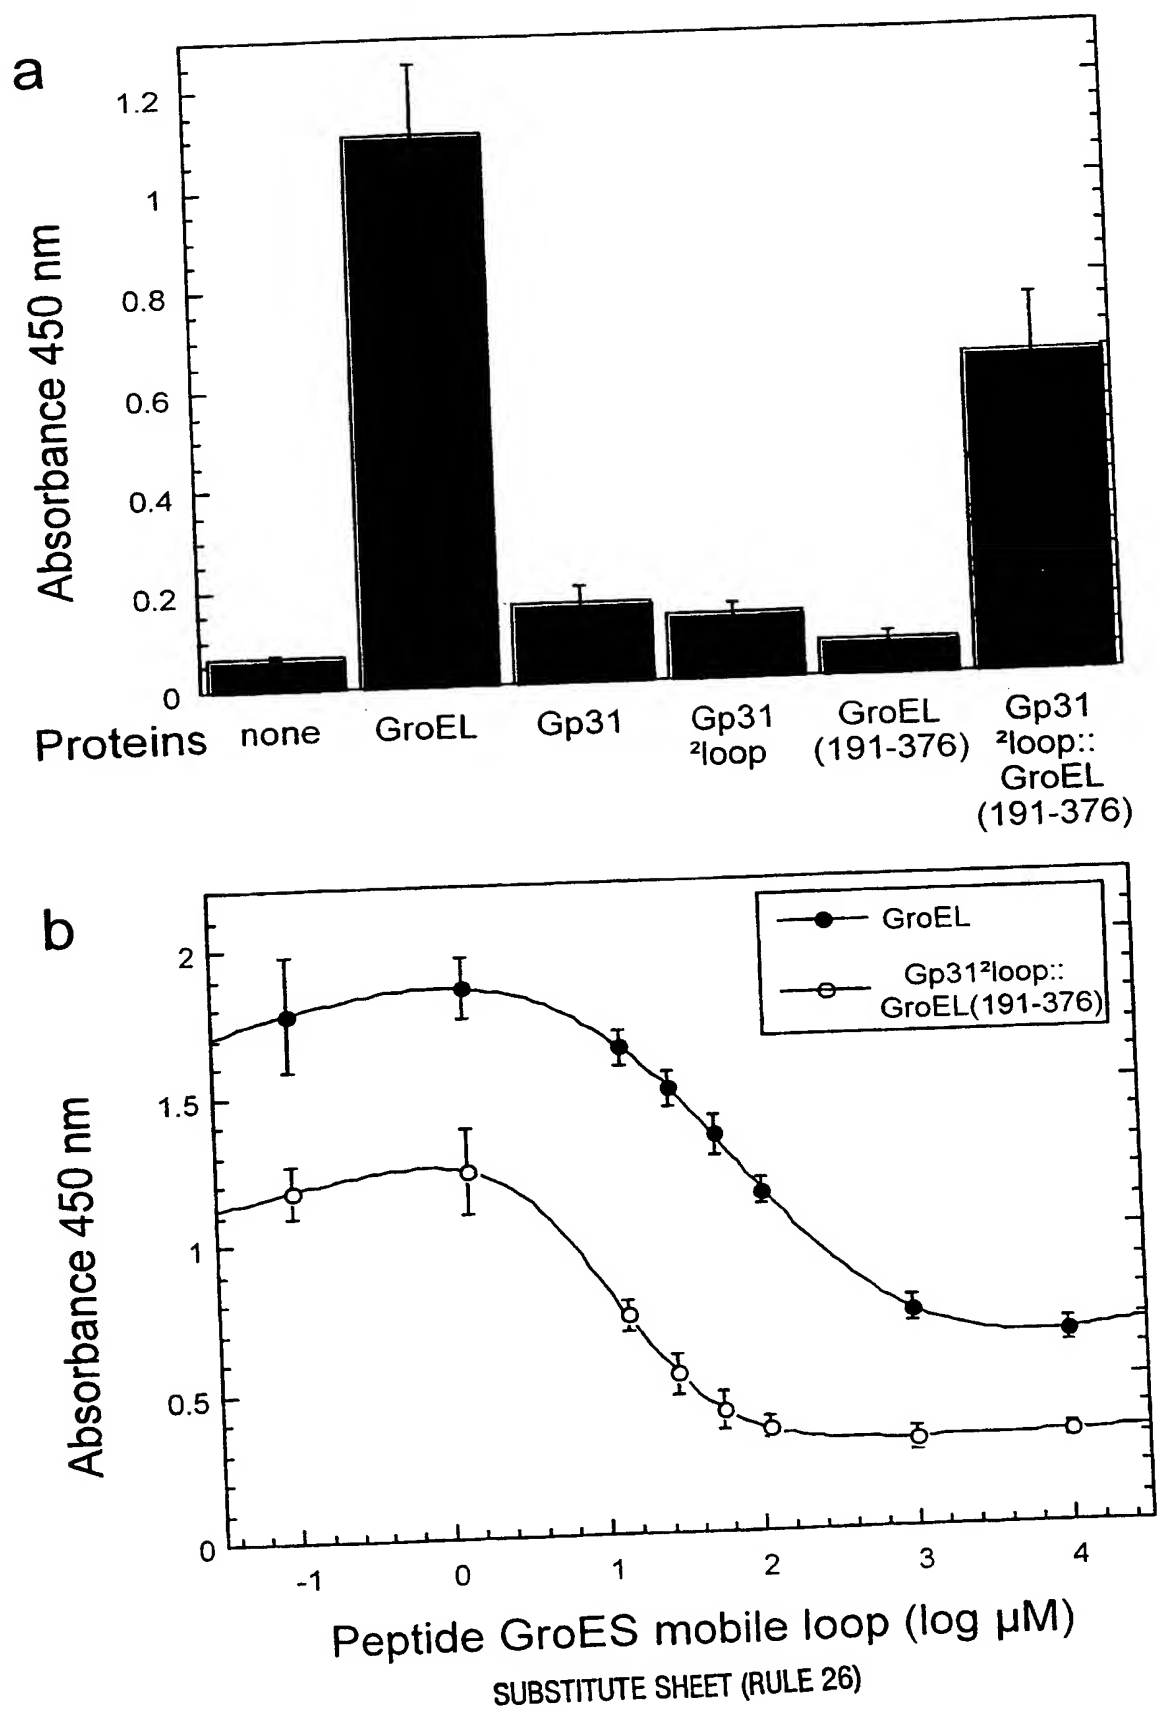 a
Absorbance 450 nm
1.2
1
0.8
0.6
0.4
0.2
0
Proteins
none
GroEL
Gp31
Gp31
²loop
GroEL
(191-376)
Gp31
²loop::
GroEL
(191-376)
b
Absorbance 450 nm
2
1.5
1
0.5
0
GroEL
Gp31²loop::
GroEL(191-376)
-1
0
1
2
3
4
Peptide GroES mobile loop (log µM)
SUBSTITUTE SHEET (RULE 26)